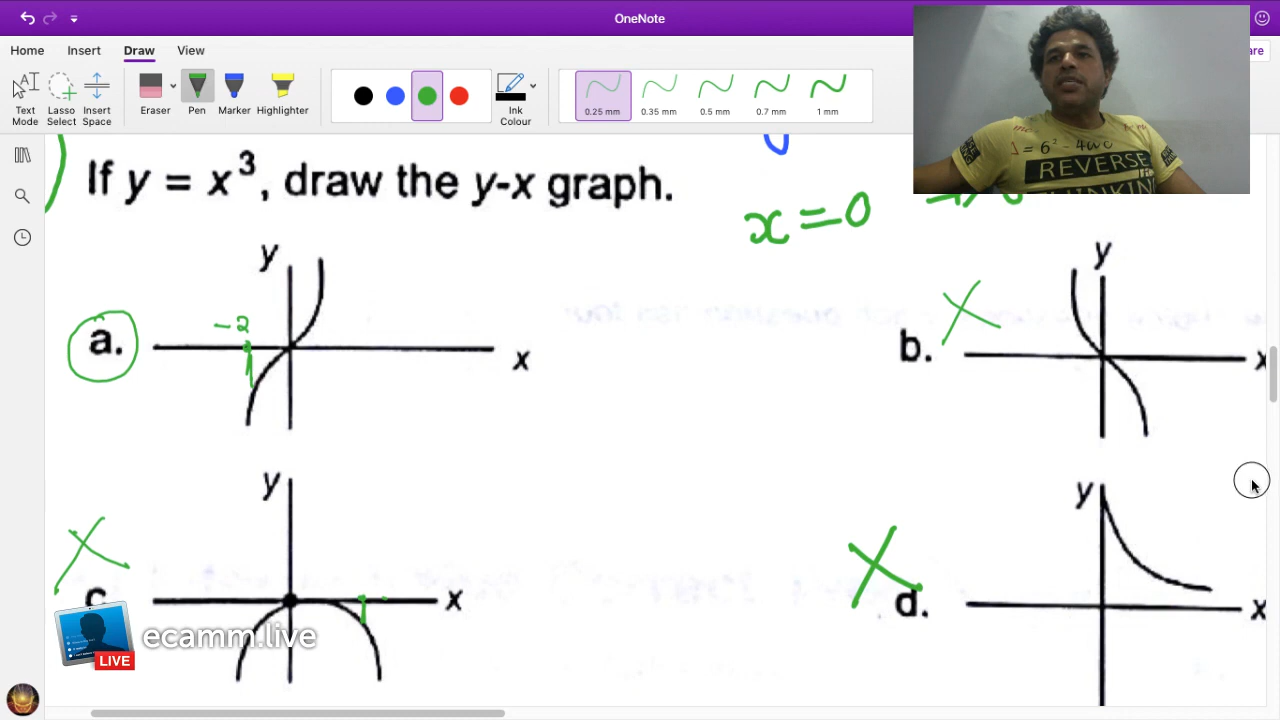 OneNote
Home Insert Draw View
are
Text Mode
Lasso Select
Insert Space
Eraser
Pen
Marker
Highlighter
Ink Colour
0.25 mm
0.35 mm
0.5 mm
0.7 mm
1 mm
REVERSE
THINKING
If y = x³, draw the y-x graph.
x=0
y
-2
a.
x
y
b.
x
y
c.
x
y
d.
x
ecamm.live
LIVE